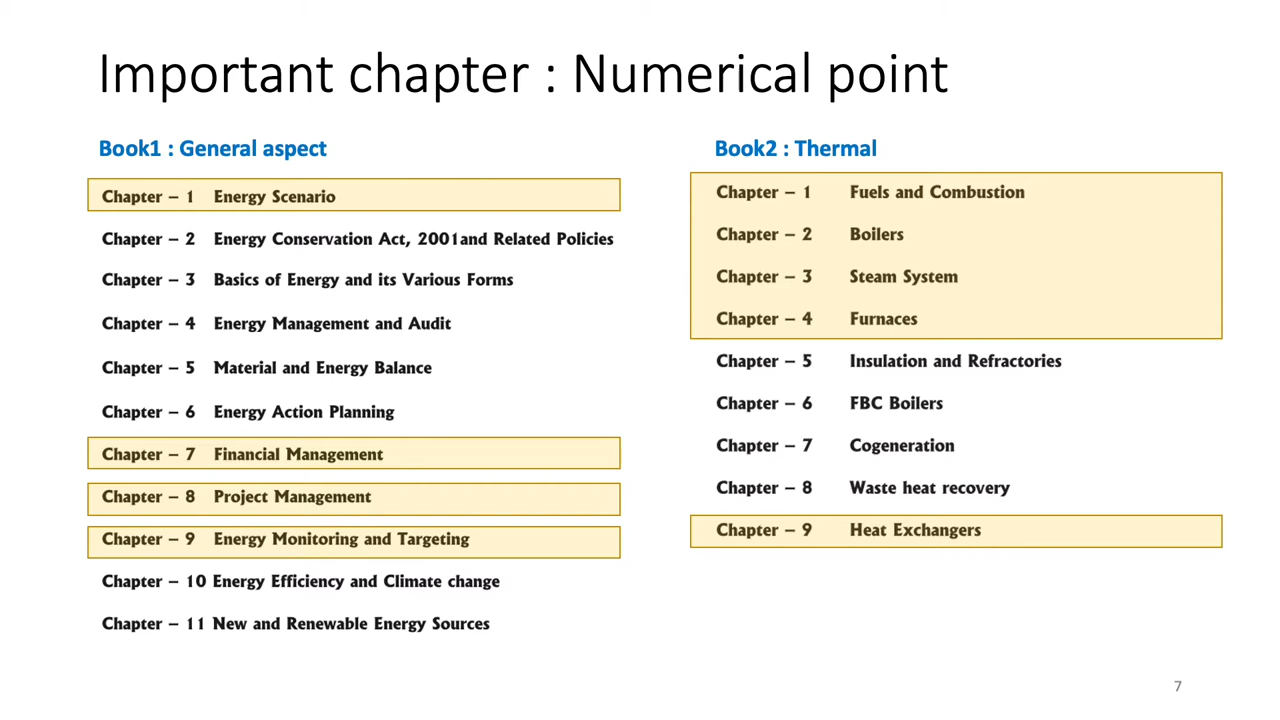 Important chapter : Numerical point
Book1 : General aspect
Chapter – 1 Energy Scenario
Chapter – 2 Energy Conservation Act, 2001and Related Policies
Chapter – 3 Basics of Energy and its Various Forms
Chapter – 4 Energy Management and Audit
Chapter – 5 Material and Energy Balance
Chapter – 6 Energy Action Planning
Chapter – 7 Financial Management
Chapter – 8 Project Management
Chapter – 9 Energy Monitoring and Targeting
Chapter – 10 Energy Efficiency and Climate change
Chapter – 11 New and Renewable Energy Sources
Book2 : Thermal
Chapter – 1 Fuels and Combustion
Chapter – 2 Boilers
Chapter – 3 Steam System
Chapter – 4 Furnaces
Chapter – 5 Insulation and Refractories
Chapter – 6 FBC Boilers
Chapter – 7 Cogeneration
Chapter – 8 Waste heat recovery
Chapter – 9 Heat Exchangers
7